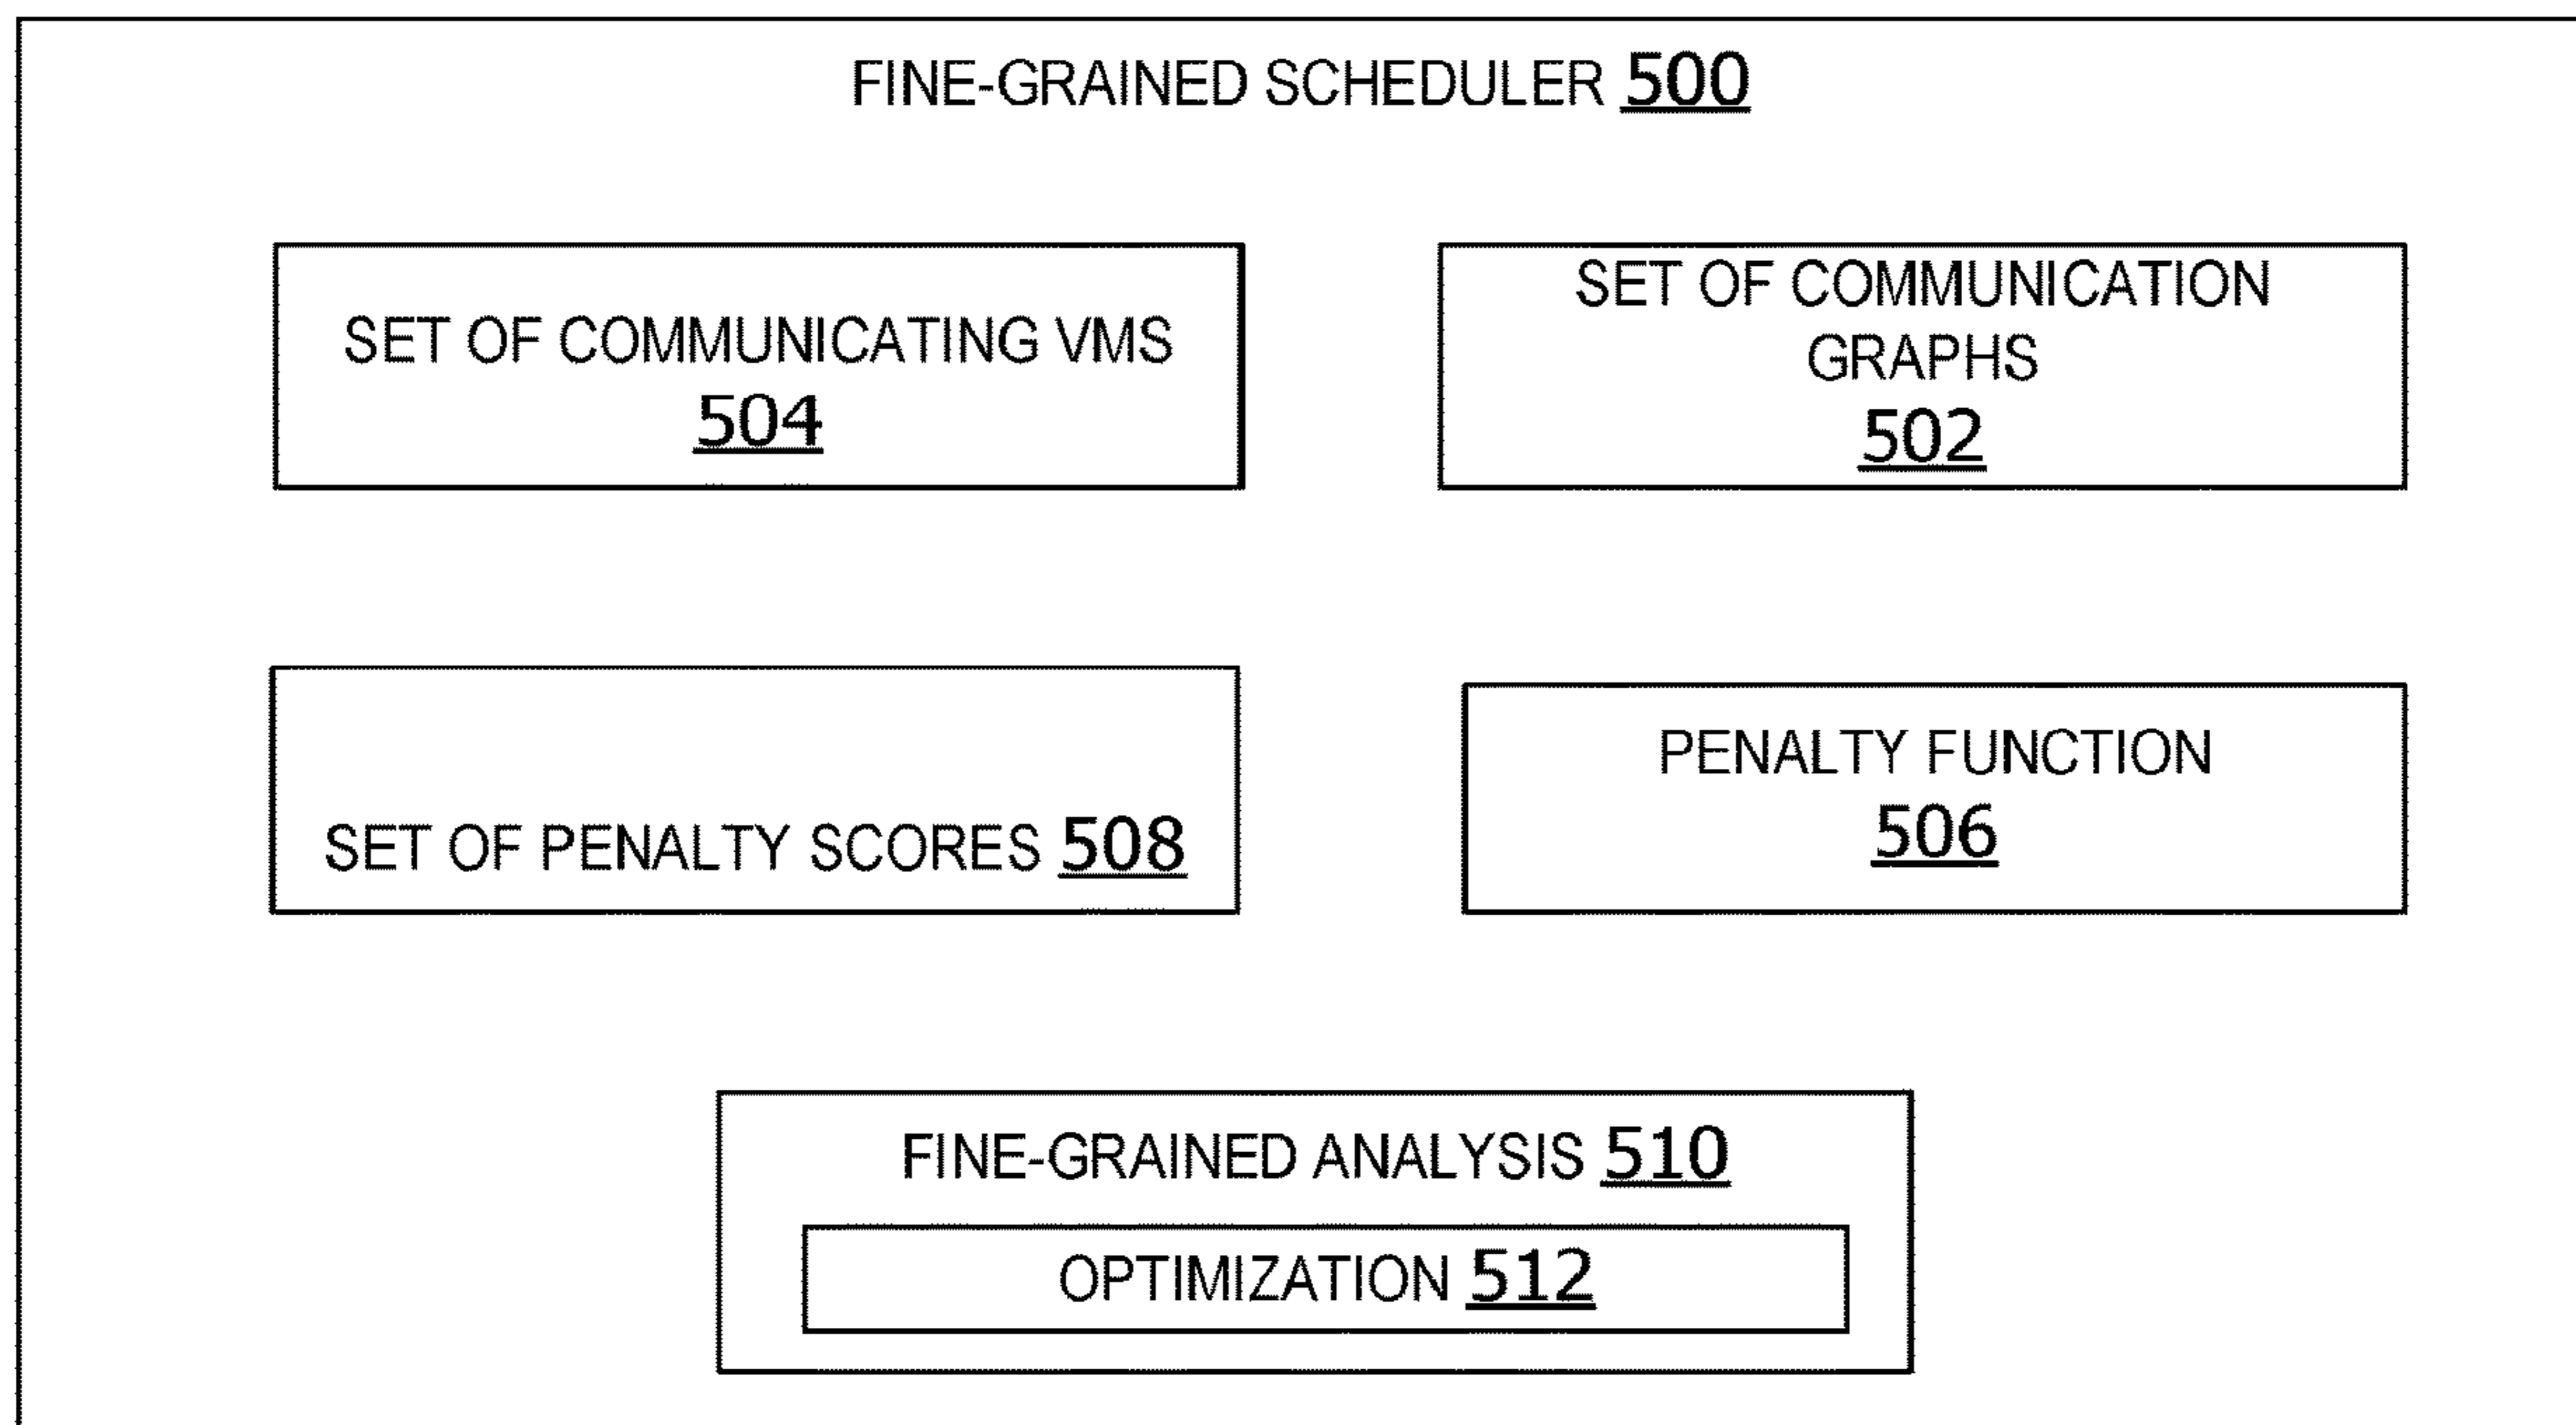 FINE-GRAINED SCHEDULER 500
SET OF COMMUNICATING VMS
504
SET OF COMMUNICATION
GRAPHS
502
SET OF PENALTY SCORES 508
PENALTY FUNCTION
506
FINE-GRAINED ANALYSIS 510
OPTIMIZATION 512